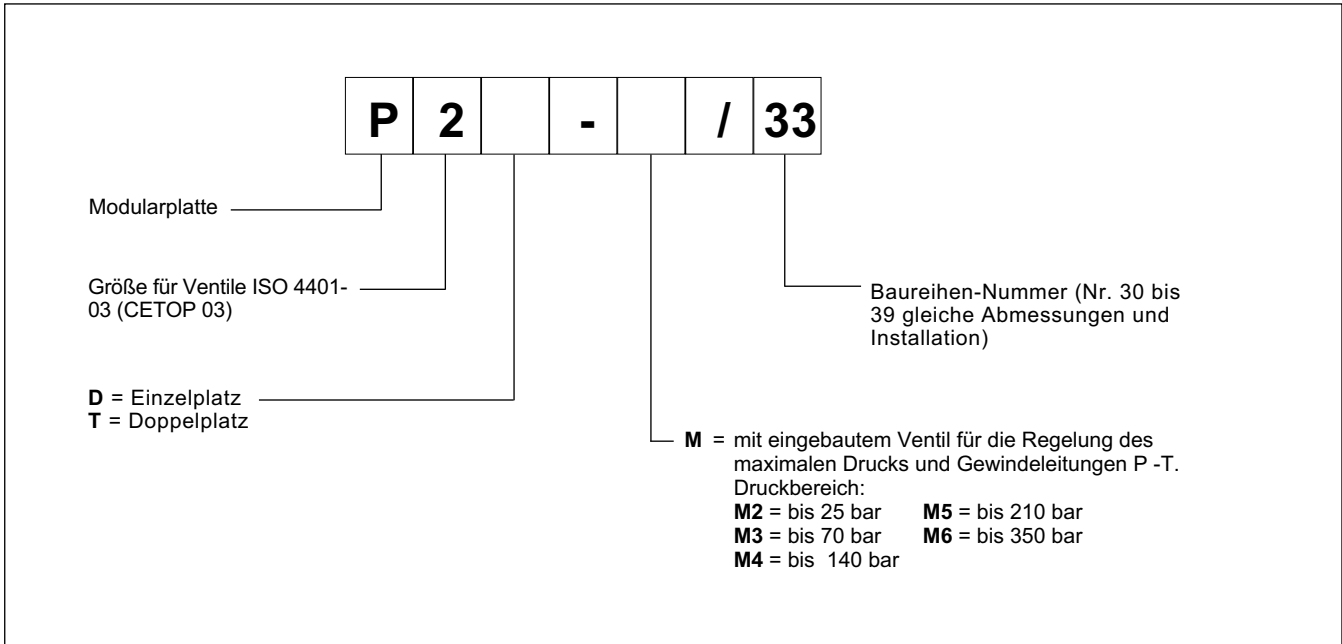 P 2 - / 33
Modularplatte
Größe für Ventile ISO 4401-
03 (CETOP 03)
Baureihen-Nummer (Nr. 30 bis
39 gleiche Abmessungen und
Installation)
D = Einzelplatz
T = Doppelplatz
M = mit eingebautem Ventil für die Regelung des
maximalen Drucks und Gewindeleitungen P -T.
Druckbereich:
M2 = bis 25 bar M5 = bis 210 bar
M3 = bis 70 bar M6 = bis 350 bar
M4 = bis 140 bar